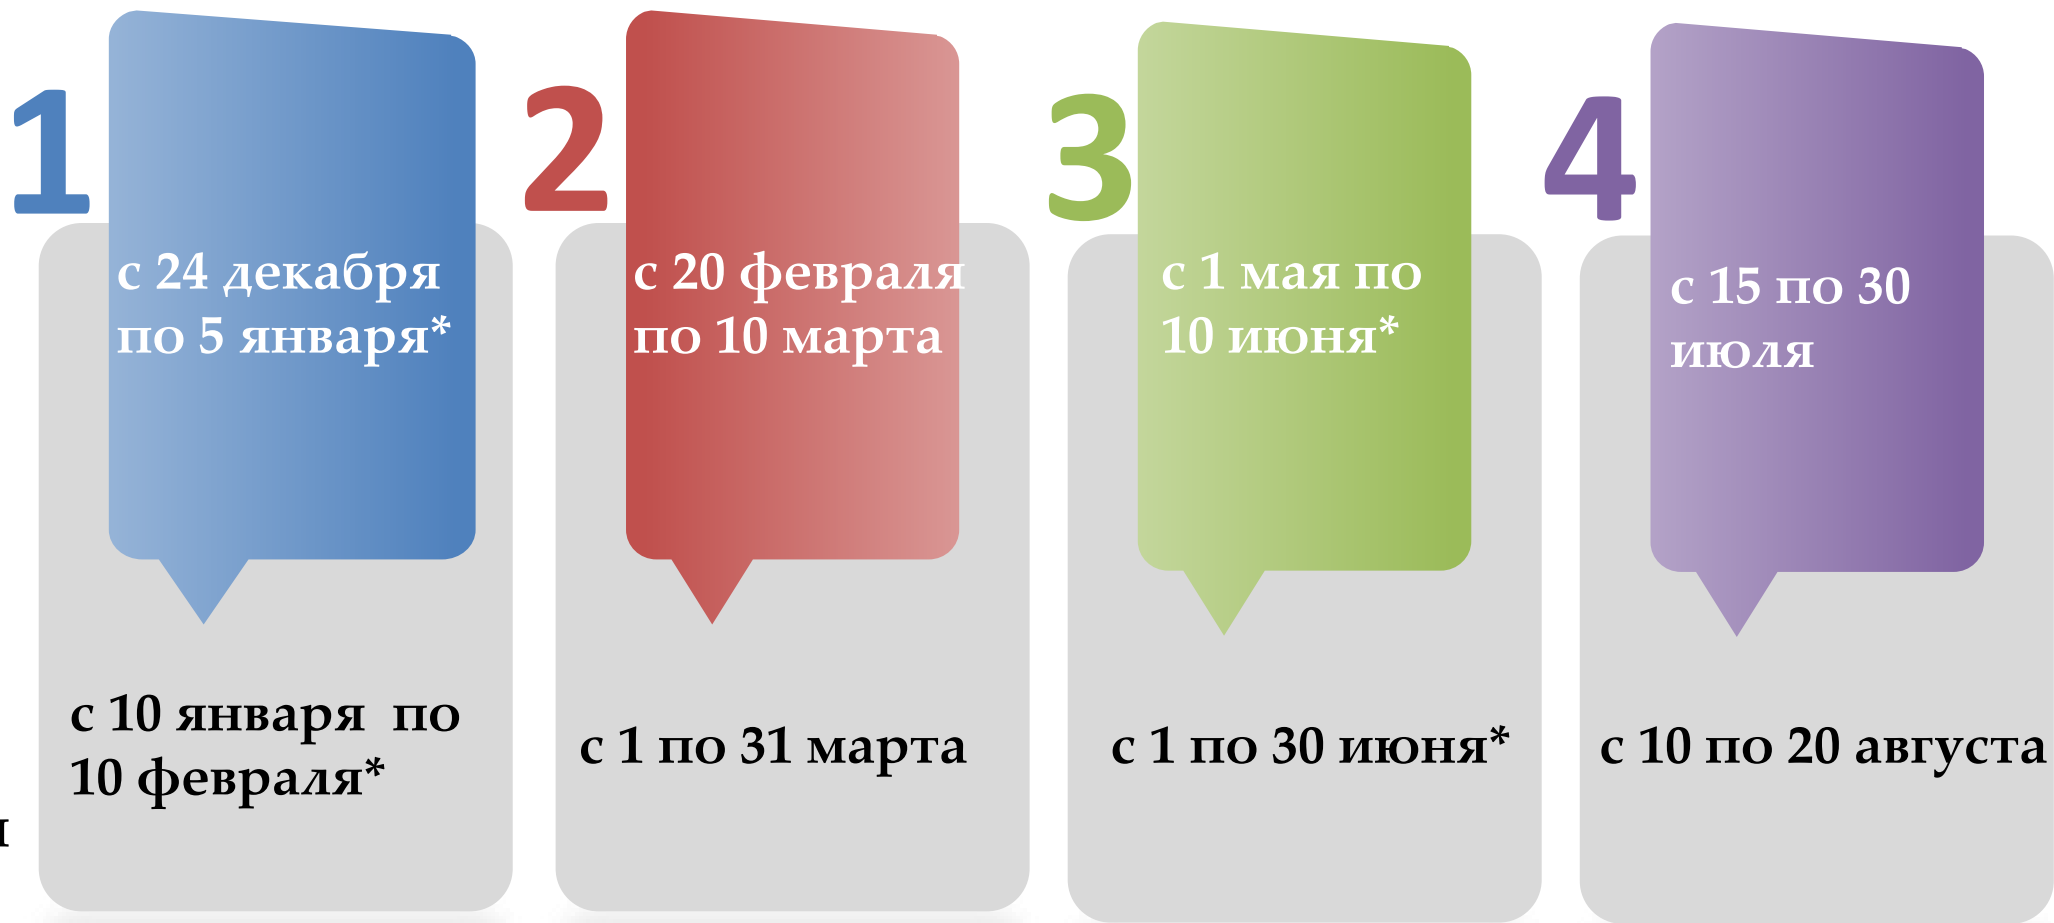 1
с 24 декабря
по 5 января*
с 10 января по
10 февраля*
2
с 20 февраля
по 10 марта
с 1 по 31 марта
3
с 1 мая по
10 июня*
с 1 по 30 июня*
4
с 15 по 30
июля
с 10 по 20 августа